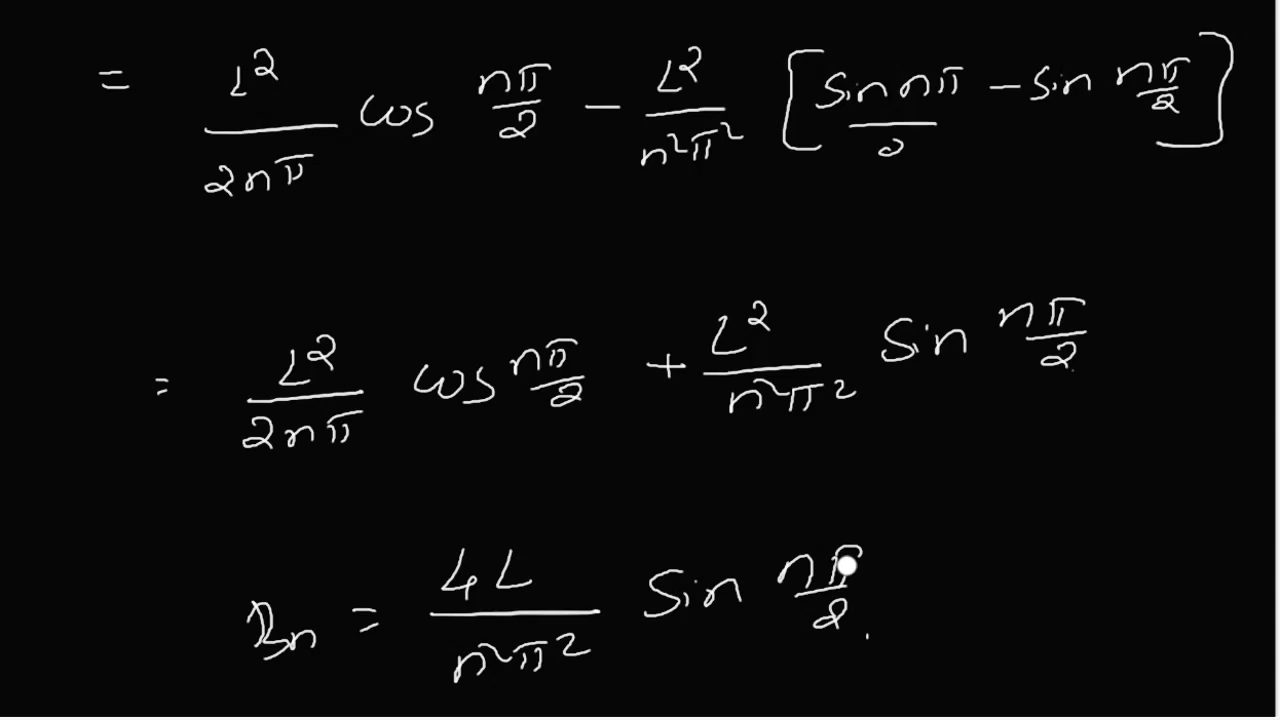 = L²/2nπ cos nπ/2 − L²/n²π² [sin nπ/0 − sin nπ/2]
= L²/2nπ cos nπ/2 + L²/n²π² sin nπ/2
Bn = 4L/n²π² sin nπ/2.